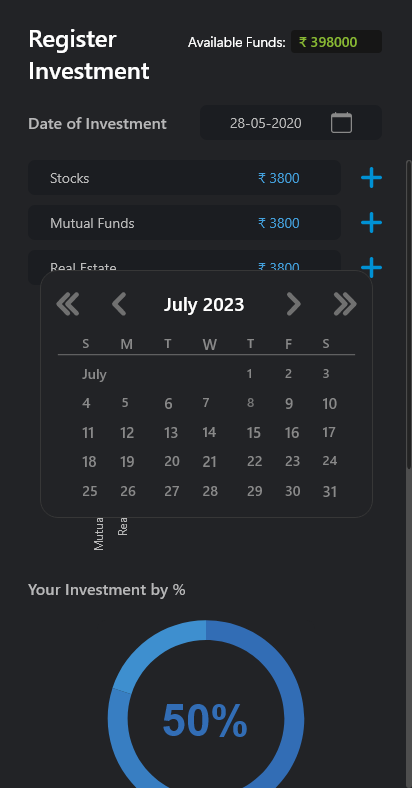 Register
Investment
Available Funds: ₹ 398000
Date of Investment 28-05-2020
Stocks ₹ 3800
Mutual Funds ₹ 3800
Real Estate ₹ 3800
July 2023
S M T W T F S
July 1 2 3
4 5 6 7 8 9 10
11 12 13 14 15 16 17
18 19 20 21 22 23 24
25 26 27 28 29 30 31
Mutua
Rea
Your Investment by %
50%